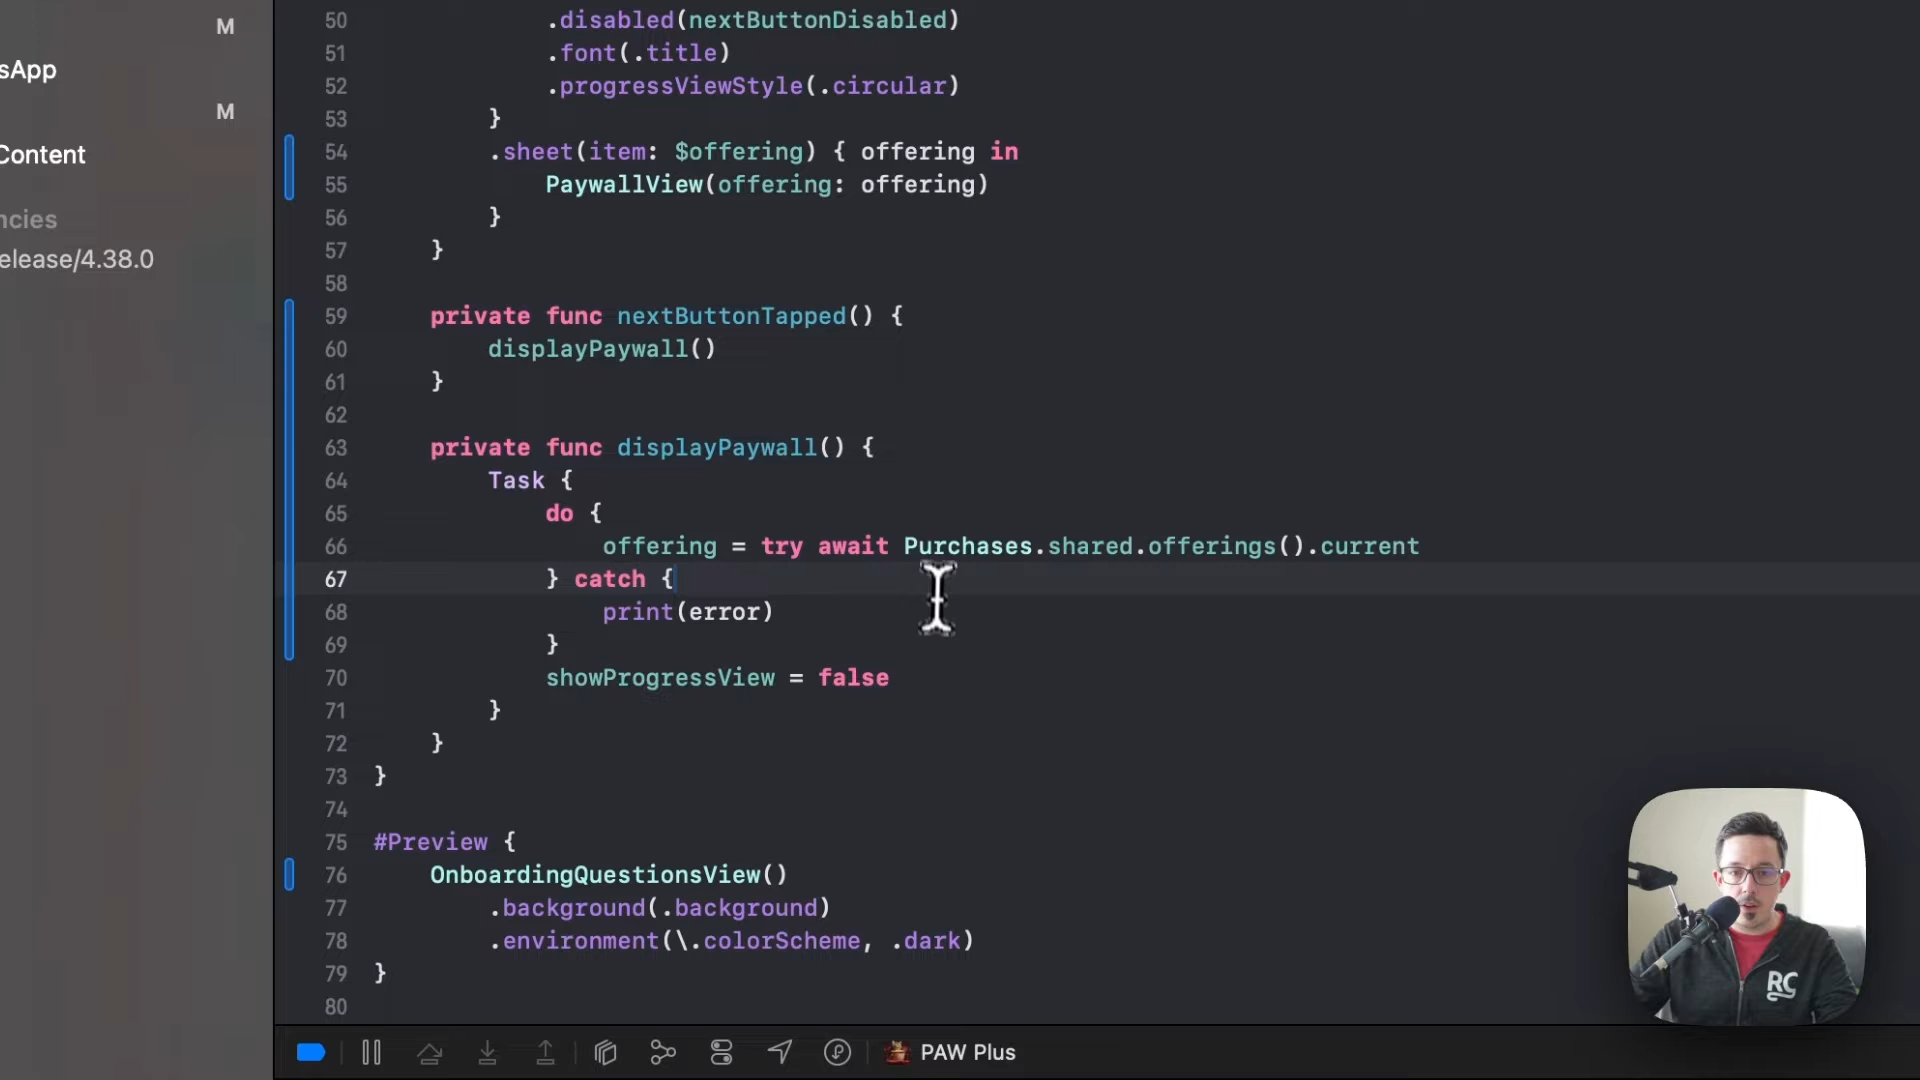 M
sApp
M
Content
ncies
elease/4.38.0
50 .disabled(nextButtonDisabled)
51 .font(.title)
52 .progressViewStyle(.circular)
53 }
54 .sheet(item: $offering) { offering in
55 PaywallView(offering: offering)
56 }
57 }
58
59 private func nextButtonTapped() {
60 displayPaywall()
61 }
62
63 private func displayPaywall() {
64 Task {
65 do {
66 offering = try await Purchases.shared.offerings().current
67 } catch {
68 print(error)
69 }
70 showProgressView = false
71 }
72 }
73 }
74
75 #Preview {
76 OnboardingQuestionsView()
77 .background(.background)
78 .environment(\.colorScheme, .dark)
79 }
80
RC
PAW Plus